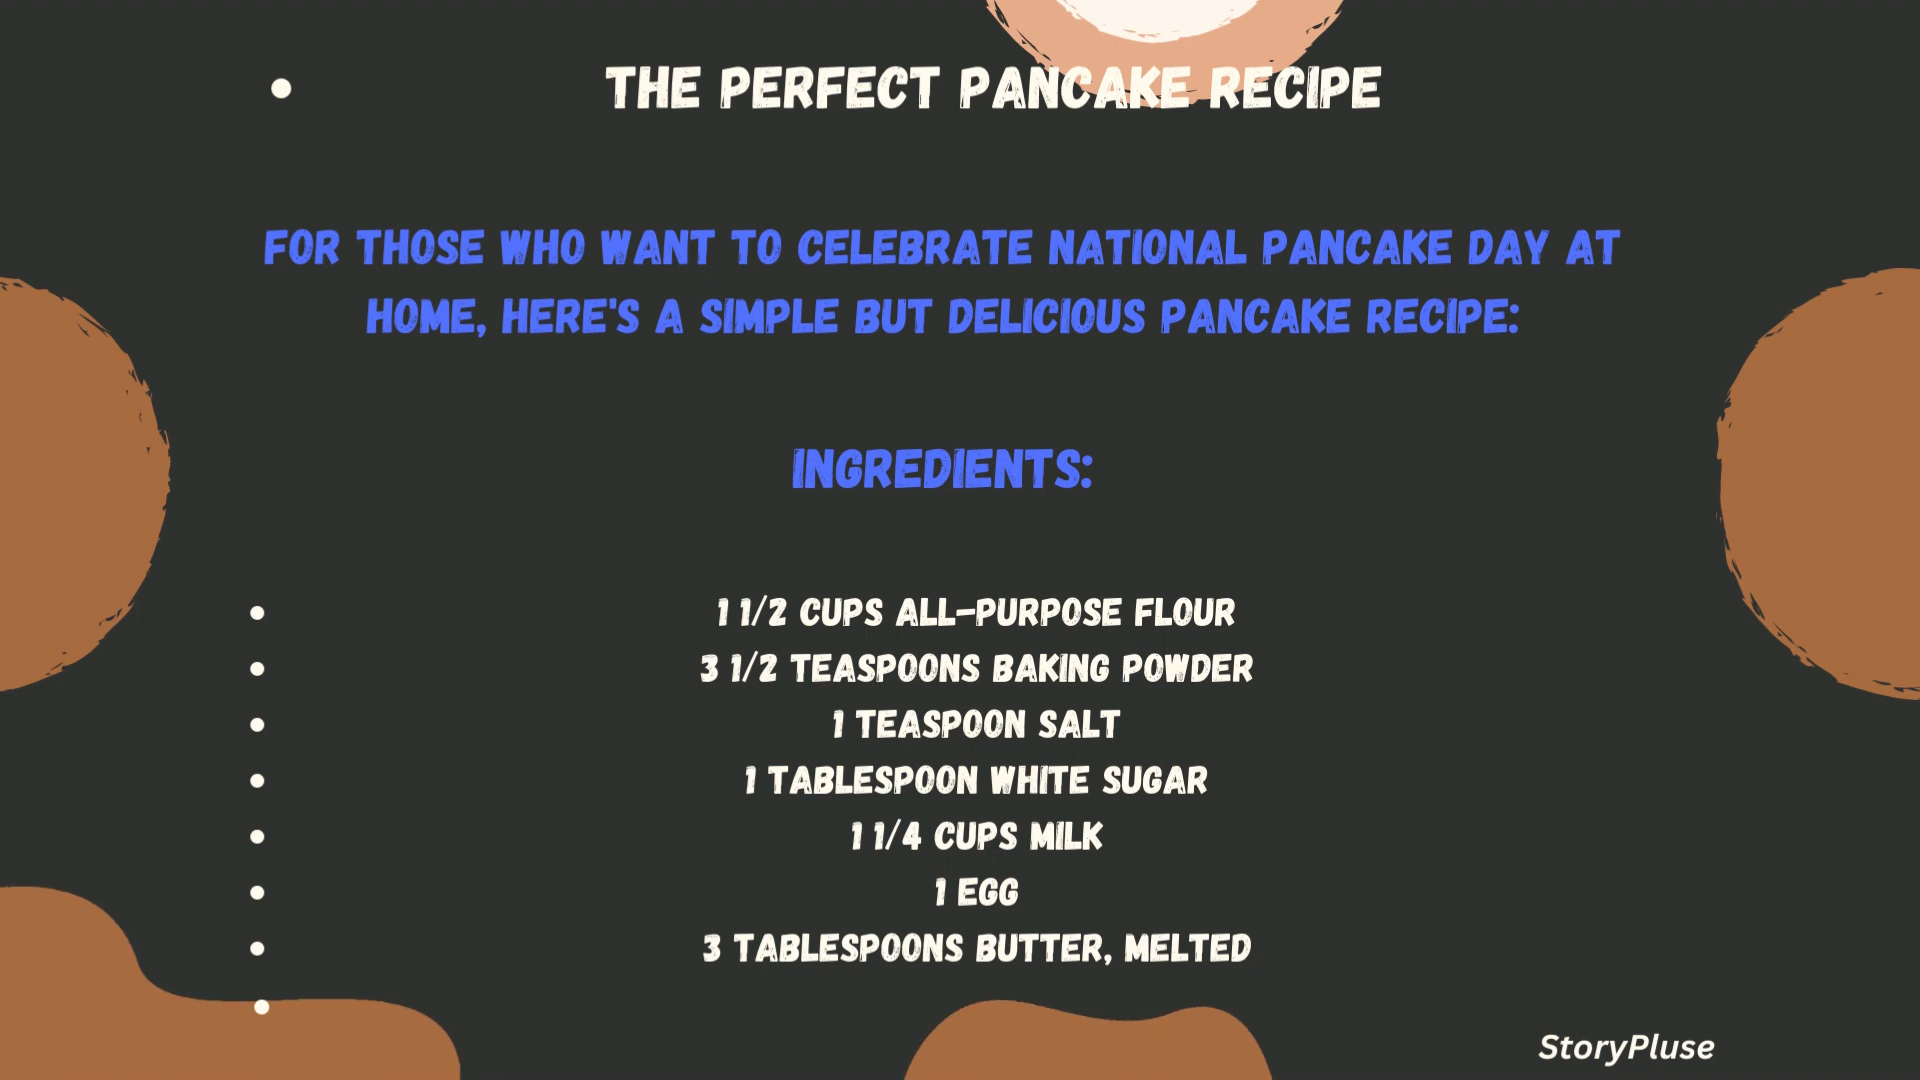 • THE PERFECT PANCAKE RECIPE
FOR THOSE WHO WANT TO CELEBRATE NATIONAL PANCAKE DAY AT
HOME, HERE'S A SIMPLE BUT DELICIOUS PANCAKE RECIPE:
INGREDIENTS:
• 1 1/2 CUPS ALL-PURPOSE FLOUR
• 3 1/2 TEASPOONS BAKING POWDER
• 1 TEASPOON SALT
• 1 TABLESPOON WHITE SUGAR
• 1 1/4 CUPS MILK
• 1 EGG
• 3 TABLESPOONS BUTTER, MELTED
•
StoryPluse